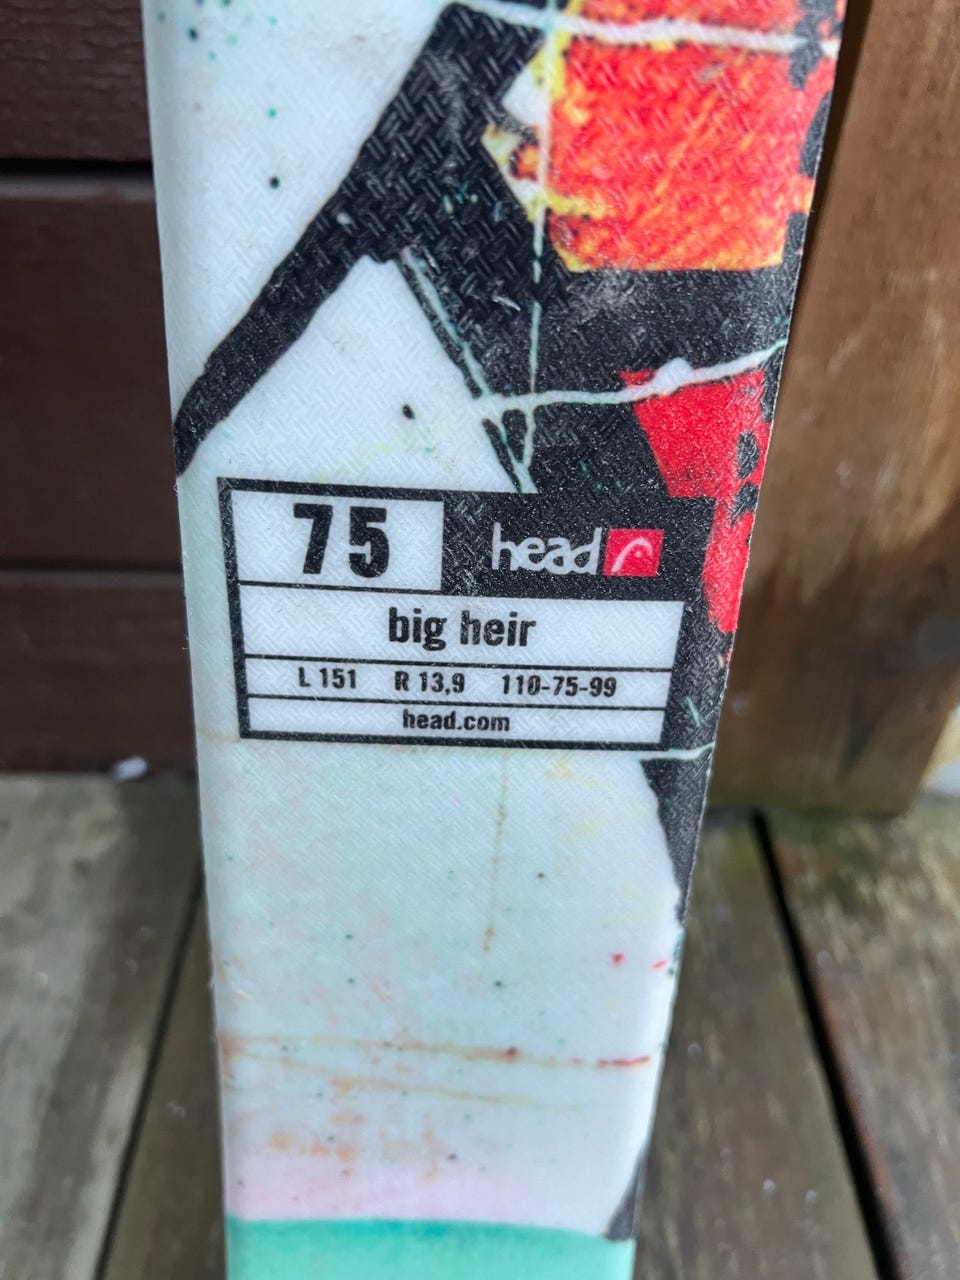 75 head
big heir
L 151 R 13,9 110-75-99
head.com